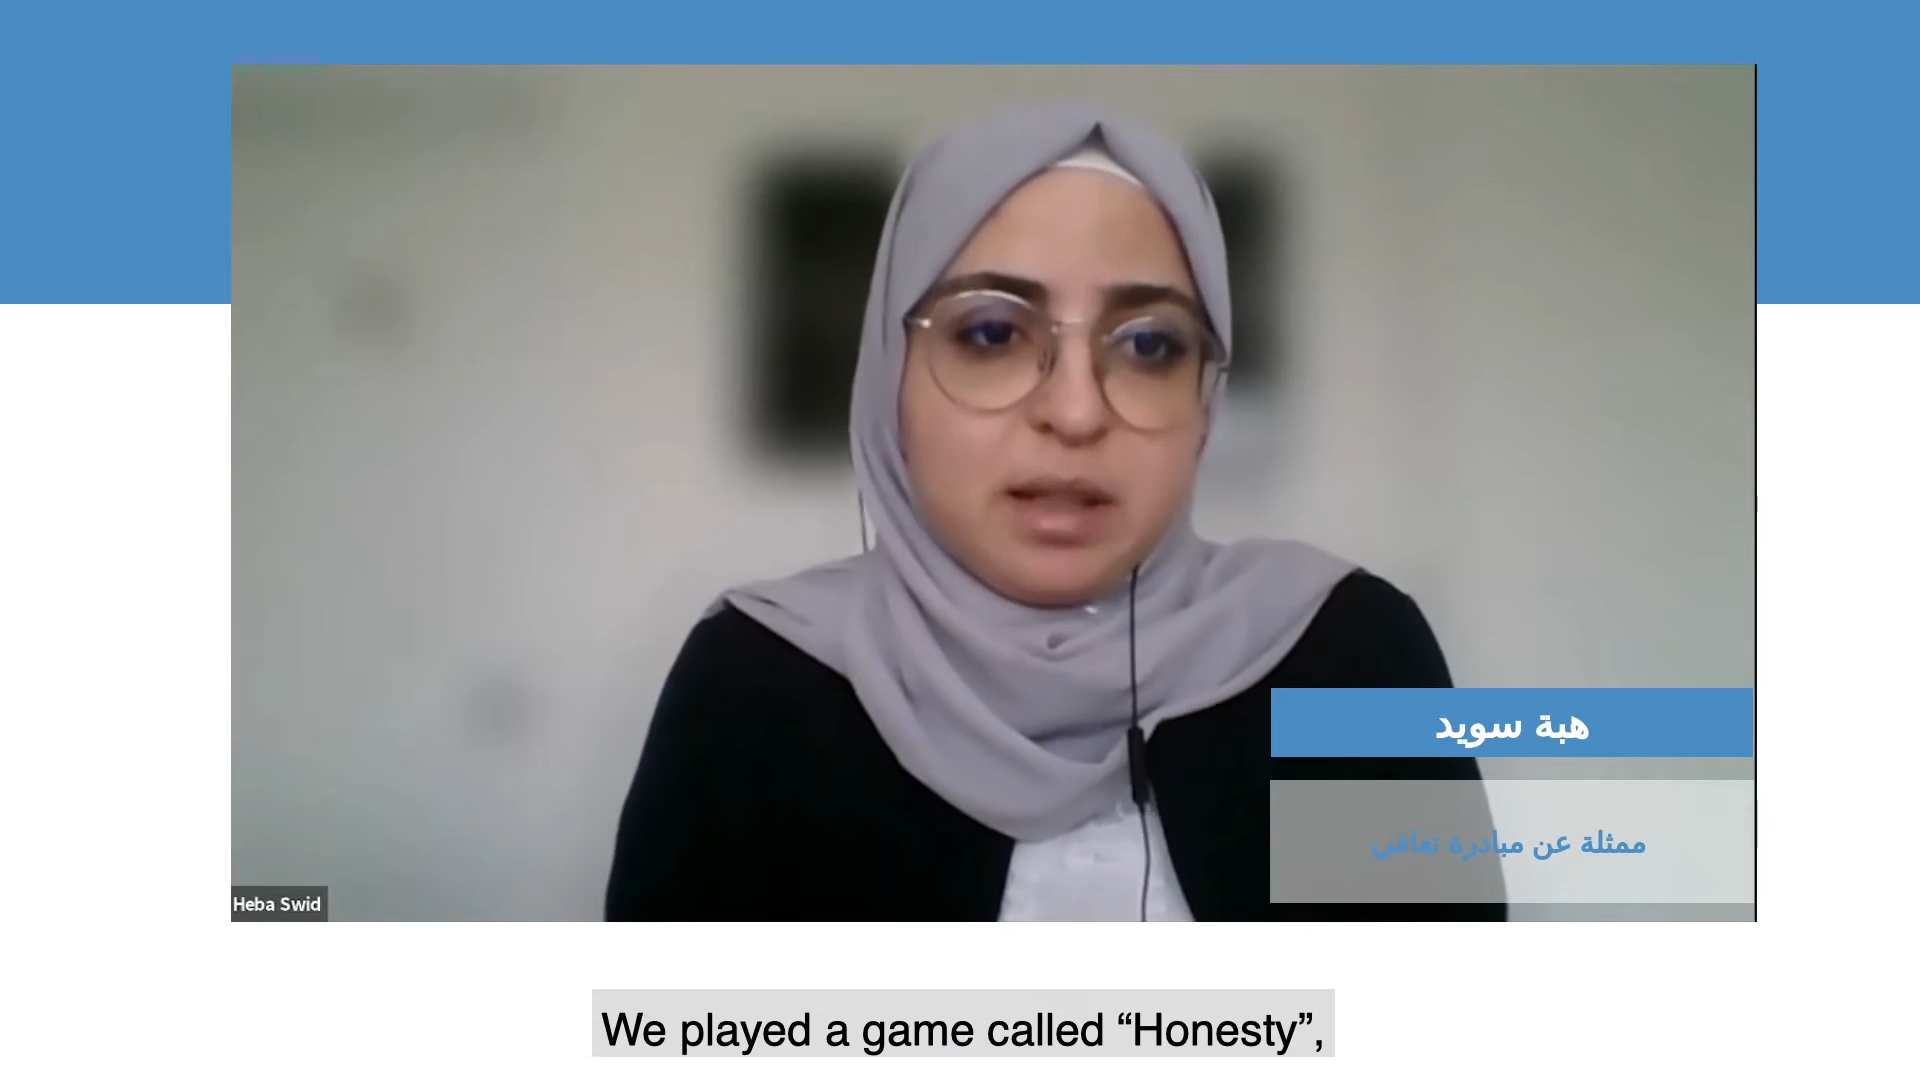 هبة سويد
ممثلة عن مبادرة تعافي
Heba Swid
We played a game called “Honesty”,